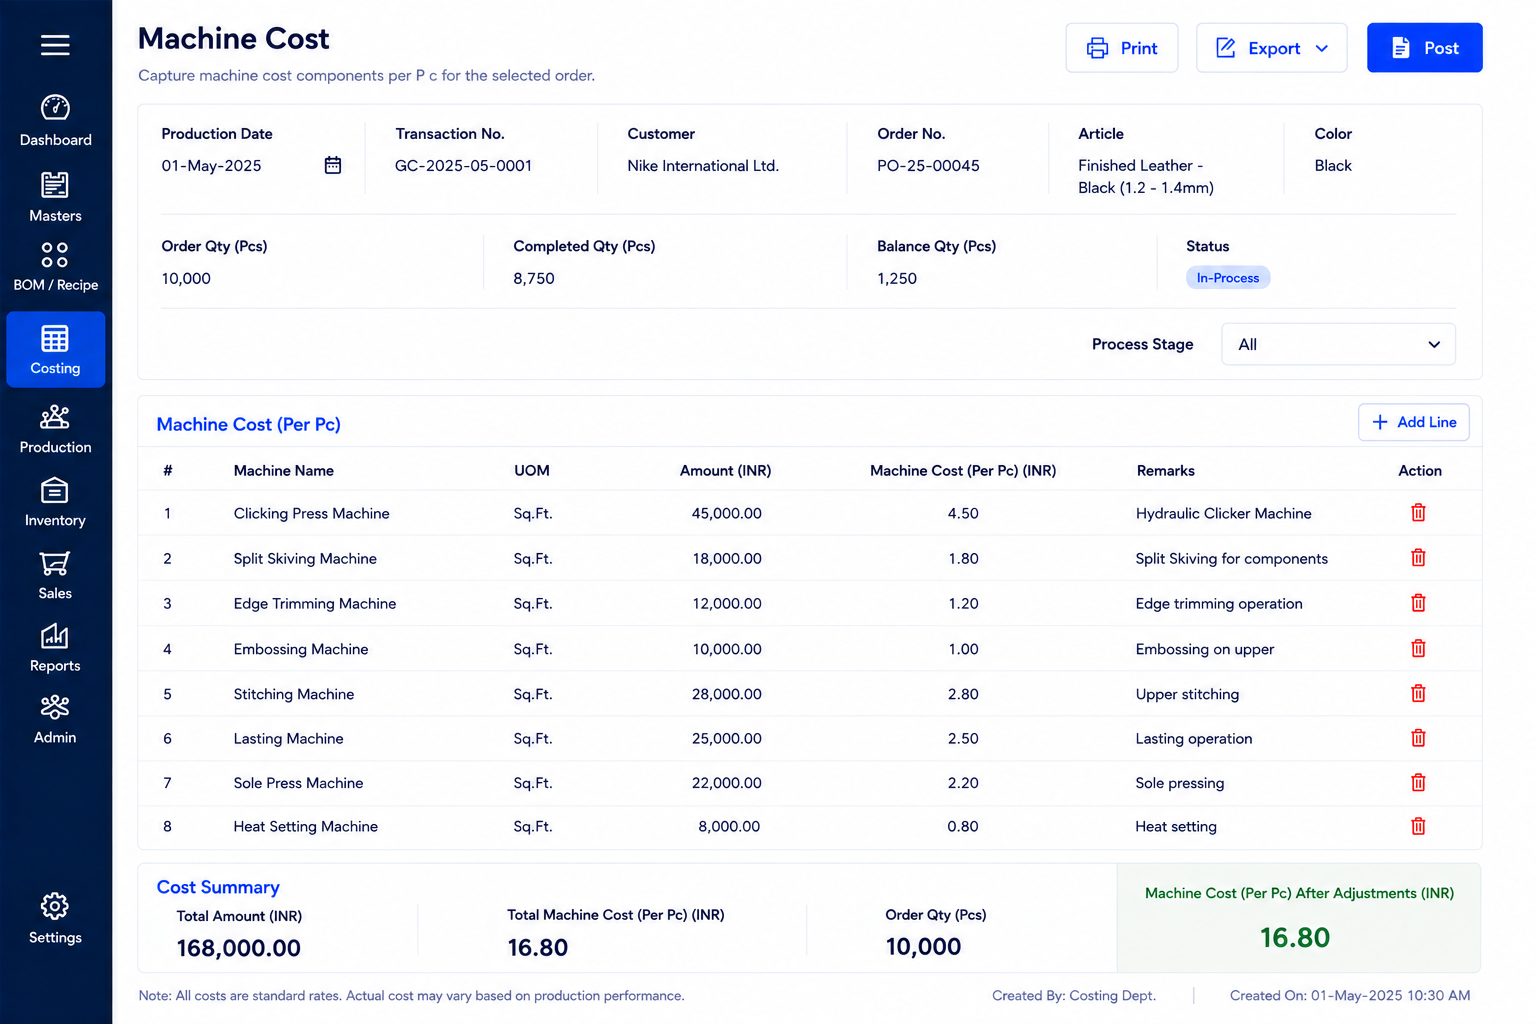 Machine Cost
Capture machine cost components per P c for the selected order.
Print
Export
Post
Dashboard
Masters
BOM / Recipe
Costing
Production
Inventory
Sales
Reports
Admin
Settings
Production Date
01-May-2025
Transaction No.
GC-2025-05-0001
Customer
Nike International Ltd.
Order No.
PO-25-00045
Article
Finished Leather -
Black (1.2 - 1.4mm)
Color
Black
Order Qty (Pcs)
10,000
Completed Qty (Pcs)
8,750
Balance Qty (Pcs)
1,250
Status
In-Process
Process Stage
All
Machine Cost (Per Pc)
Add Line
# Machine Name UOM Amount (INR) Machine Cost (Per Pc) (INR) Remarks Action
1 Clicking Press Machine Sq.Ft. 45,000.00 4.50 Hydraulic Clicker Machine
2 Split Skiving Machine Sq.Ft. 18,000.00 1.80 Split Skiving for components
3 Edge Trimming Machine Sq.Ft. 12,000.00 1.20 Edge trimming operation
4 Embossing Machine Sq.Ft. 10,000.00 1.00 Embossing on upper
5 Stitching Machine Sq.Ft. 28,000.00 2.80 Upper stitching
6 Lasting Machine Sq.Ft. 25,000.00 2.50 Lasting operation
7 Sole Press Machine Sq.Ft. 22,000.00 2.20 Sole pressing
8 Heat Setting Machine Sq.Ft. 8,000.00 0.80 Heat setting
Cost Summary
Total Amount (INR)
168,000.00
Total Machine Cost (Per Pc) (INR)
16.80
Order Qty (Pcs)
10,000
Machine Cost (Per Pc) After Adjustments (INR)
16.80
Note: All costs are standard rates. Actual cost may vary based on production performance.
Created By: Costing Dept.
Created On: 01-May-2025 10:30 AM